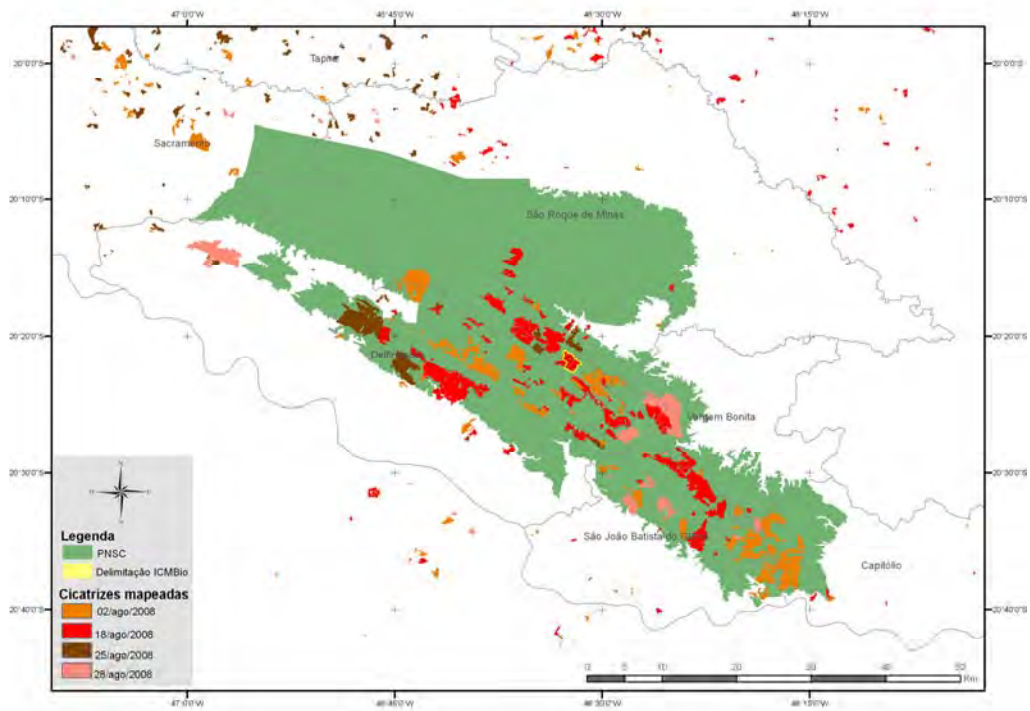 47°0'0"W 46°45'0"W 46°30'0"W 46°15'0"W
20°0'0"S 20°0'0"S
Sacramento
20°10'0"S 20°10'0"S
São Roque de Minas
20°20'0"S 20°20'0"S
Vargem Bonita
20°30'0"S 20°30'0"S
São João Batista do
Capitólio
20°40'0"S 20°40'0"S
Legenda
PNSC
Delimitação ICMBio
Cicatrizes mapeadas
02/ago/2008
18/ago/2008
25/ago/2008
28/ago/2008
0 5 10 20 30 40 50
Km
47°0'0"W 46°45'0"W 46°30'0"W 46°15'0"W